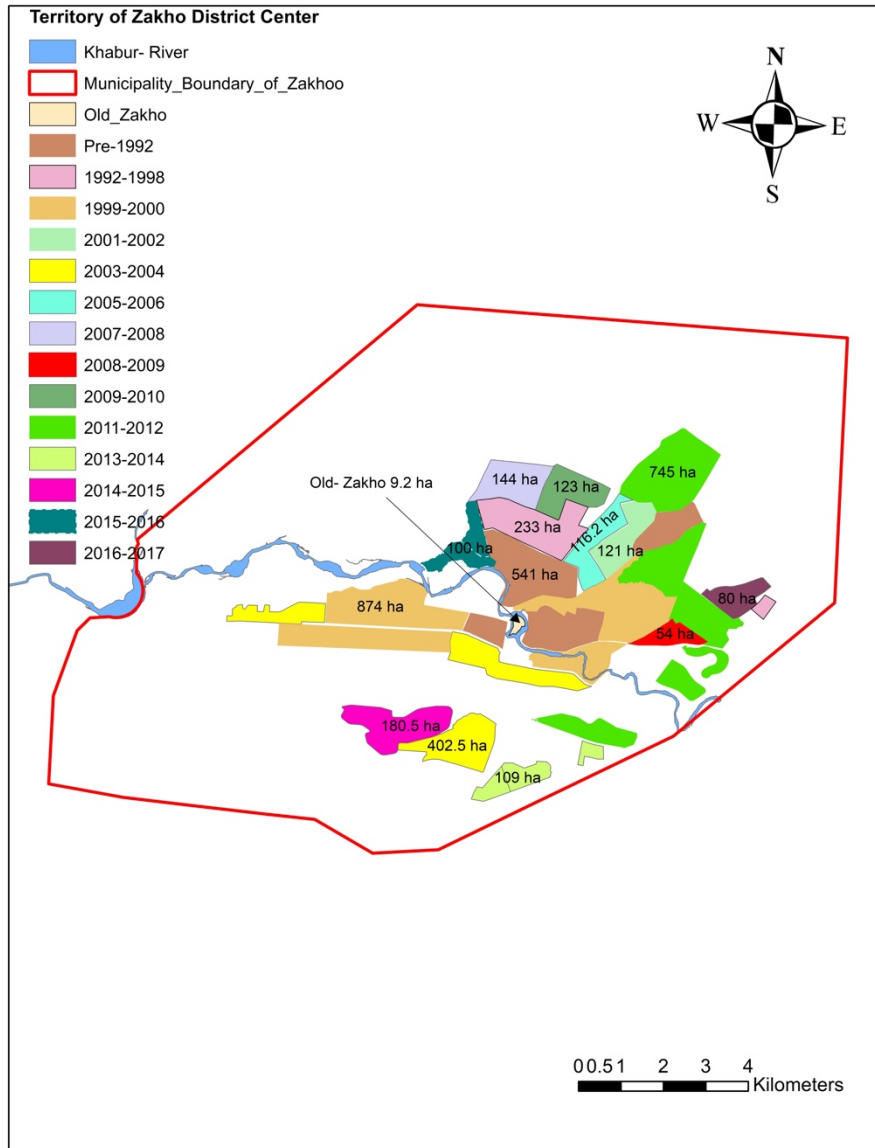 Territory of Zakho District Center
Khabur- River
Municipality_Boundary_of_Zakhoo
Old_Zakho
Pre-1992
1992-1998
1999-2000
2001-2002
2003-2004
2005-2006
2007-2008
2008-2009
2009-2010
2011-2012
2013-2014
2014-2015
2015-2016
2016-2017
N
W
E
S
745 ha
144 ha
123 ha
Old- Zakho 9.2 ha
233 ha
116.2 ha
121 ha
100 ha
541 ha
80 ha
874 ha
54 ha
180.5 ha
402.5 ha
109 ha
0 0.5 1 2 3 4
Kilometers